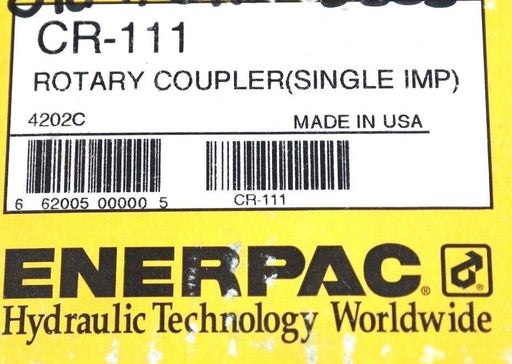 CR-111
ROTARY COUPLER(SINGLE IMP)
4202C MADE IN USA
6 62005 00000 5 CR-111
ENERPAC®
Hydraulic Technology Worldwide